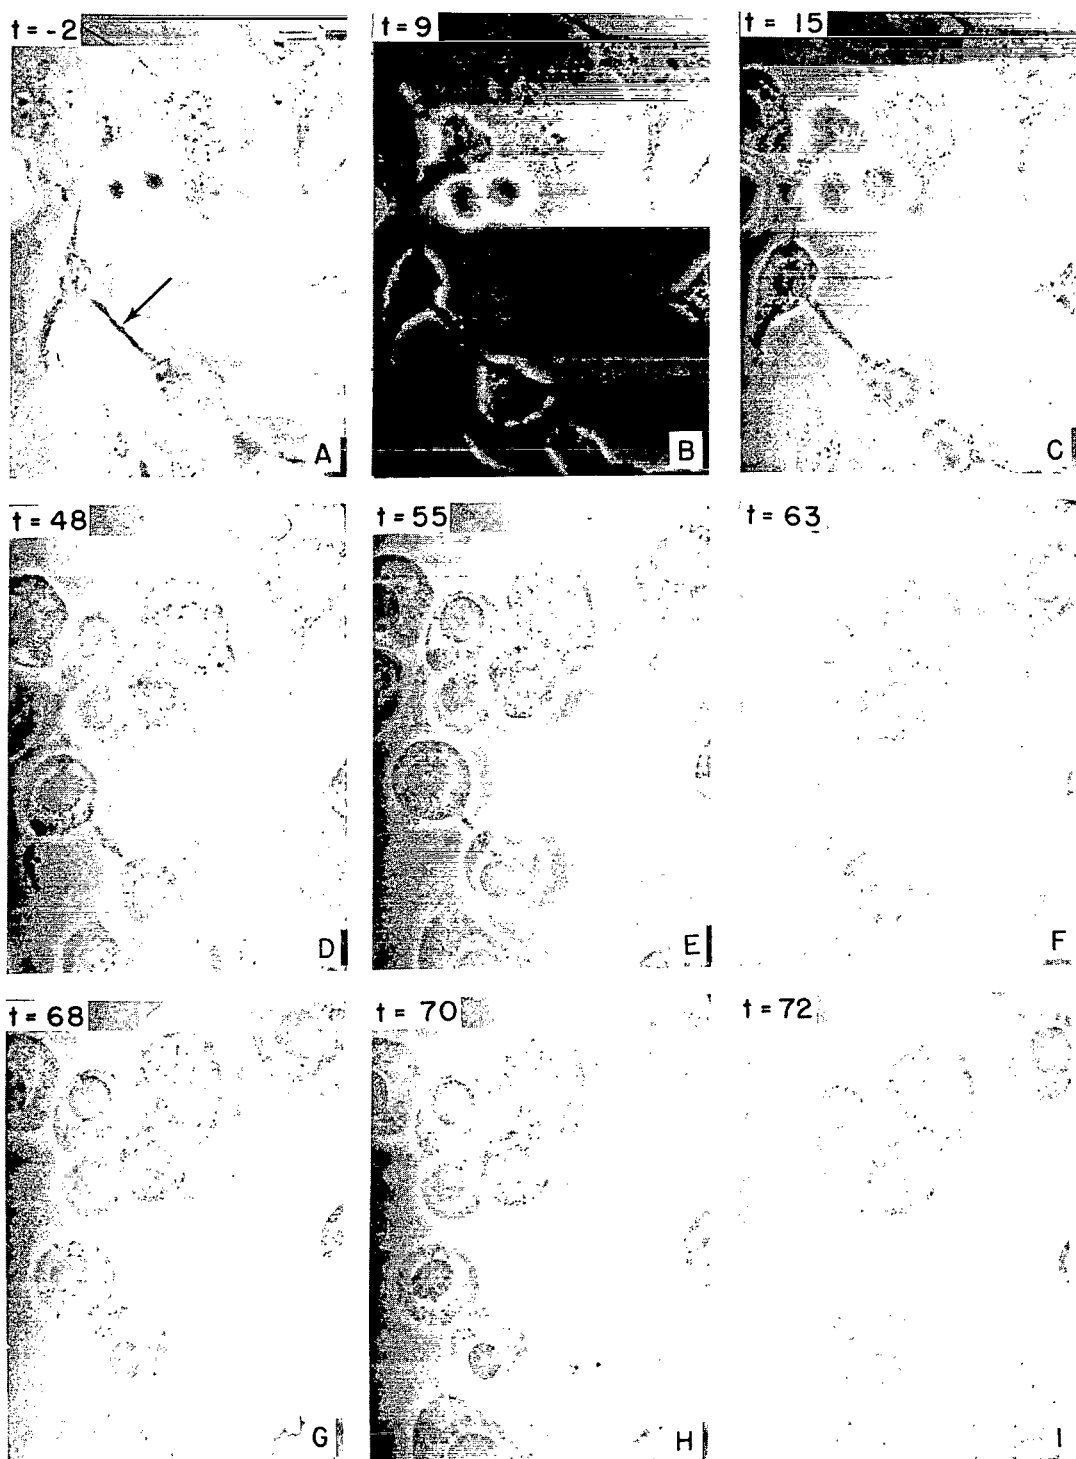 t = -2
t = 9
t = 15
A
B
C
t = 48
t = 55
t = 63
D
E
F
t = 68
t = 70
t = 72
G
H
I